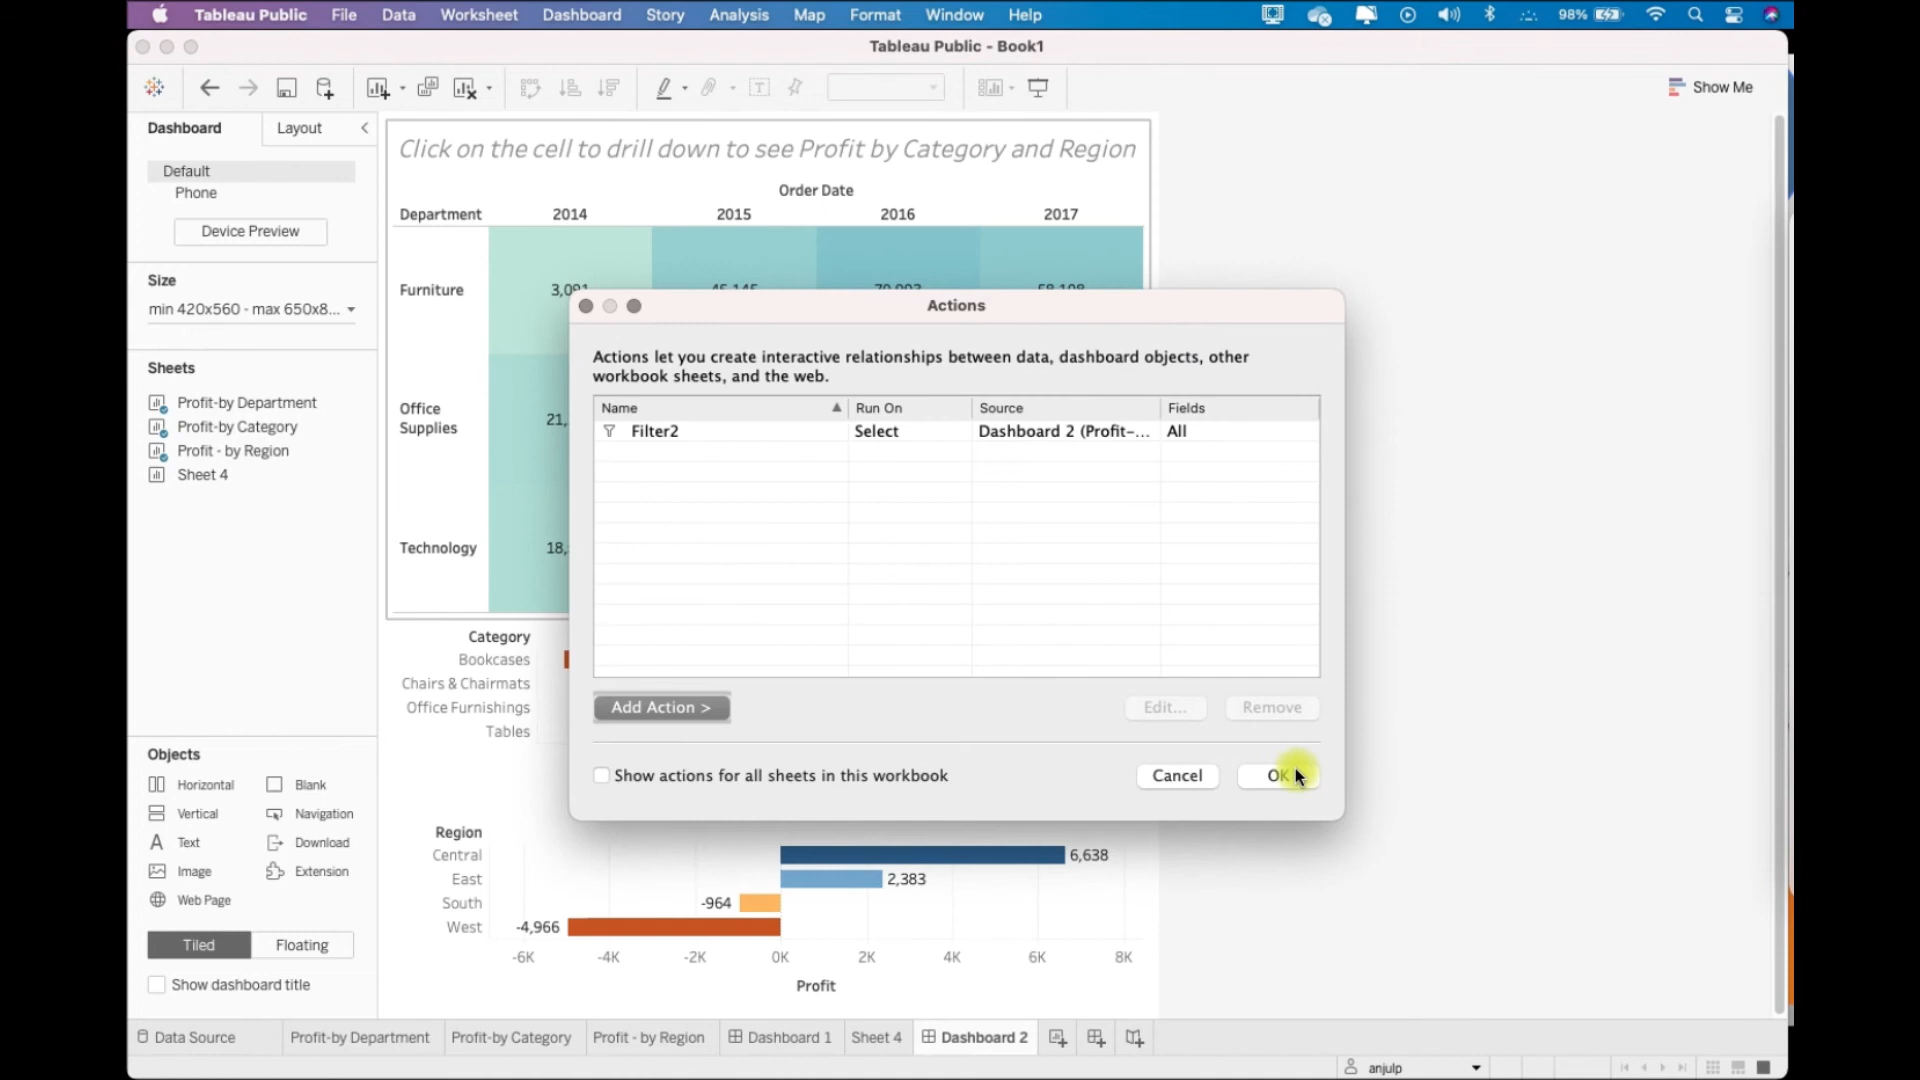 Tableau Public File Data Worksheet Dashboard Story Analysis Map Format Window Help 98%
Tableau Public - Book1
Show Me
Dashboard Layout
Default
Phone
Device Preview
Size
min 420x560 - max 650x8...
Sheets
Profit-by Department
Profit-by Category
Profit - by Region
Sheet 4
Objects
Horizontal Blank
Vertical Navigation
A Text Download
Image Extension
Web Page
Tiled Floating
Show dashboard title
Click on the cell to drill down to see Profit by Category and Region
Order Date
Department 2014 2015 2016 2017
Furniture
Office
Supplies 21,
Technology 18,
Actions
Actions let you create interactive relationships between data, dashboard objects, other
workbook sheets, and the web.
Name Run On Source Fields
Filter2 Select Dashboard 2 (Profit-... All
Add Action > Edit... Remove
Show actions for all sheets in this workbook Cancel OK
Category
Bookcases
Chairs & Chairmats
Office Furnishings
Tables
Region
Central 6,638
East 2,383
South -964
West -4,966
-6K -4K -2K 0K 2K 4K 6K 8K
Profit
Data Source Profit-by Department Profit-by Category Profit - by Region Dashboard 1 Sheet 4 Dashboard 2
anjulp